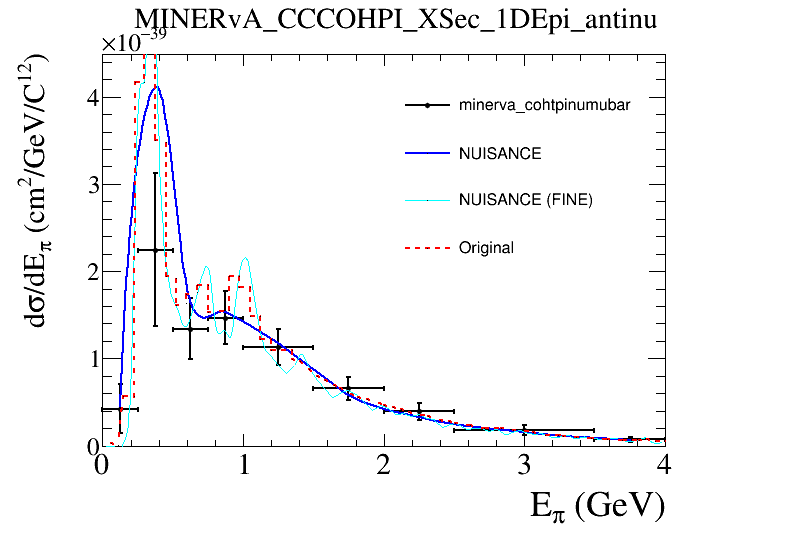 MINERvA_CCCOHPI_XSec_1DEpi_antinu
×10⁻³⁹
dσ/dE_π (cm²/GeV/C¹²)
4
3
2
1
0
minerva_cohtpinumubar
NUISANCE
NUISANCE (FINE)
Original
0 1 2 3 4
E_π (GeV)